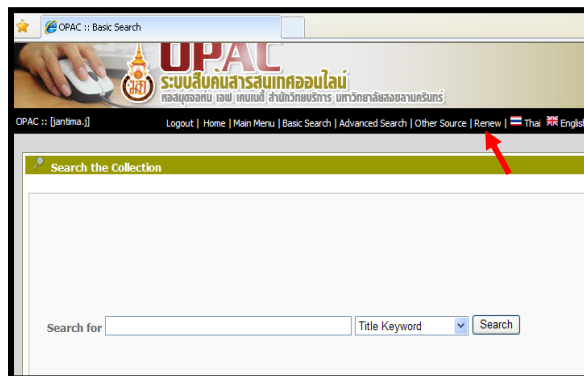 OPAC :: Basic Search
OPAC
ระบบสืบค้นสารสนเทศออนไลน์
หอสมุดจอห์น เอฟ เคนเนดี้ สำนักวิทยบริการ มหาวิทยาลัยสงขลานครินทร์
OPAC :: [jantima.j] Logout | Home | Main Menu | Basic Search | Advanced Search | Other Source | Renew | Thai English
Search the Collection
Search for Title Keyword Search